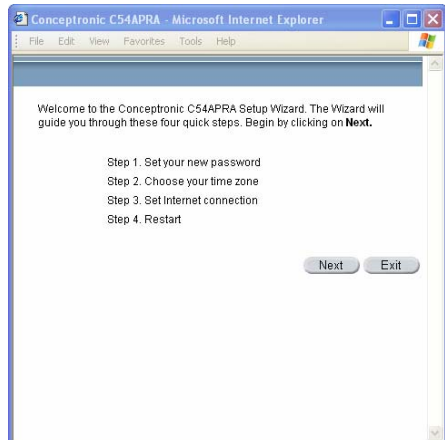 Conceptronic C54APRA - Microsoft Internet Explorer
File Edit View Favorites Tools Help
Welcome to the Conceptronic C54APRA Setup Wizard. The Wizard will
guide you through these four quick steps. Begin by clicking on Next.
Step 1. Set your new password
Step 2. Choose your time zone
Step 3. Set Internet connection
Step 4. Restart
Next Exit